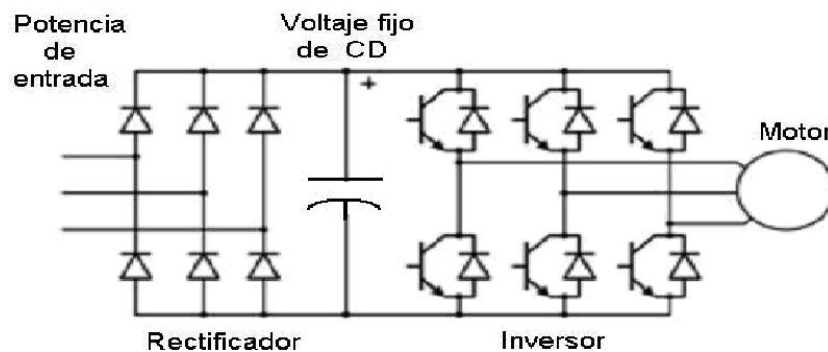 Potencia
de
entrada
Voltaje fijo
de CD
+
Motor
Rectificador
Inversor